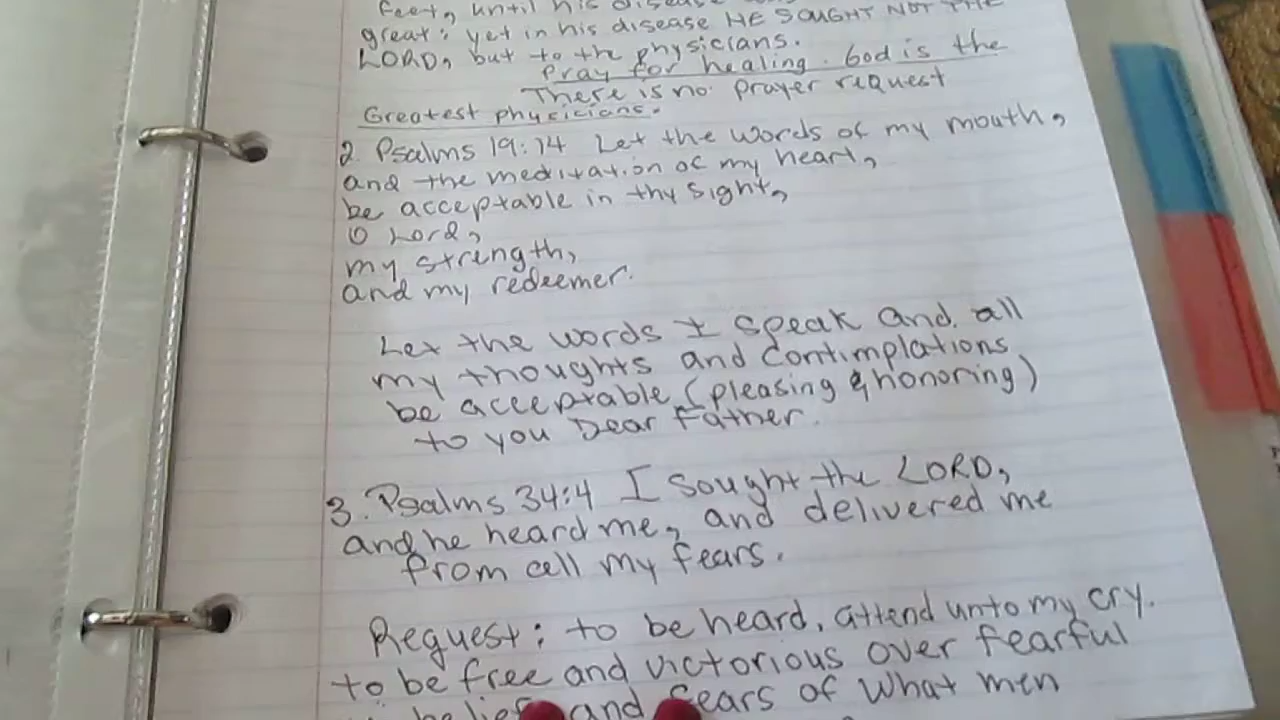 feet, until his disease
great: yet in his disease HE SOUGHT NOT THE
LORD, but to the physicians.
Pray for healing. God is the
There is no prayer request
Greatest physicians.
2. Psalms 19:14 Let the words of my mouth,
and the meditation of my heart,
be acceptable in thy sight,
O Lord,
my strength,
and my redeemer.
Let the words I speak and all
my thoughts and contimplations
be acceptable (pleasing & honoring)
to you Dear Father.
3. Psalms 34:4 I sought the LORD,
and he heard me, and delivered me
from all my fears.
Request: to be heard, attend unto my cry.
to be free and victorious over fearful
and fears of what men